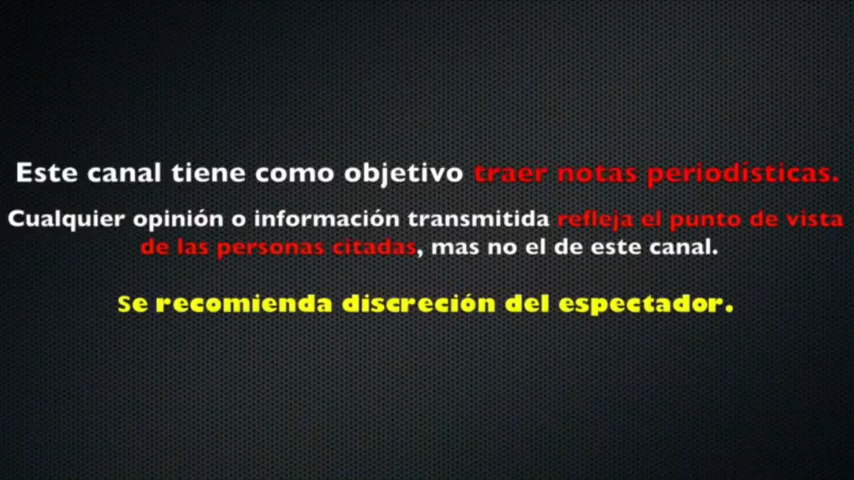 Este canal tiene como objetivo traer notas periodísticas.
Cualquier opinión o información transmitida refleja el punto de vista
de las personas citadas, mas no el de este canal.
Se recomienda discreción del espectador.